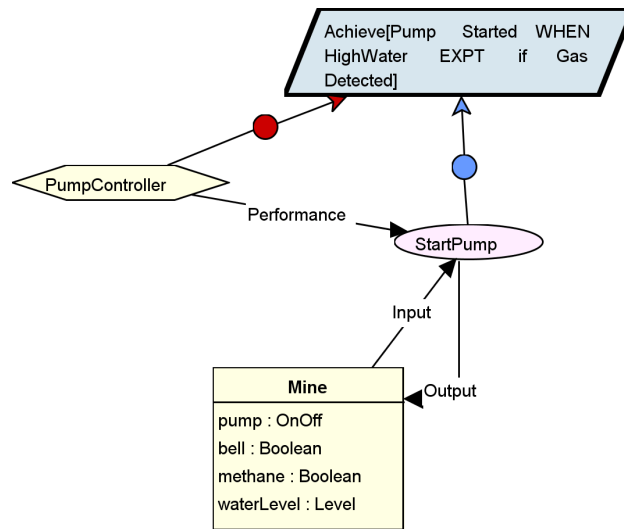 Achieve[Pump Started WHEN
HighWater EXPT if Gas
Detected]
PumpController
Performance
StartPump
Input
Mine
Output
pump : OnOff
bell : Boolean
methane : Boolean
waterLevel : Level